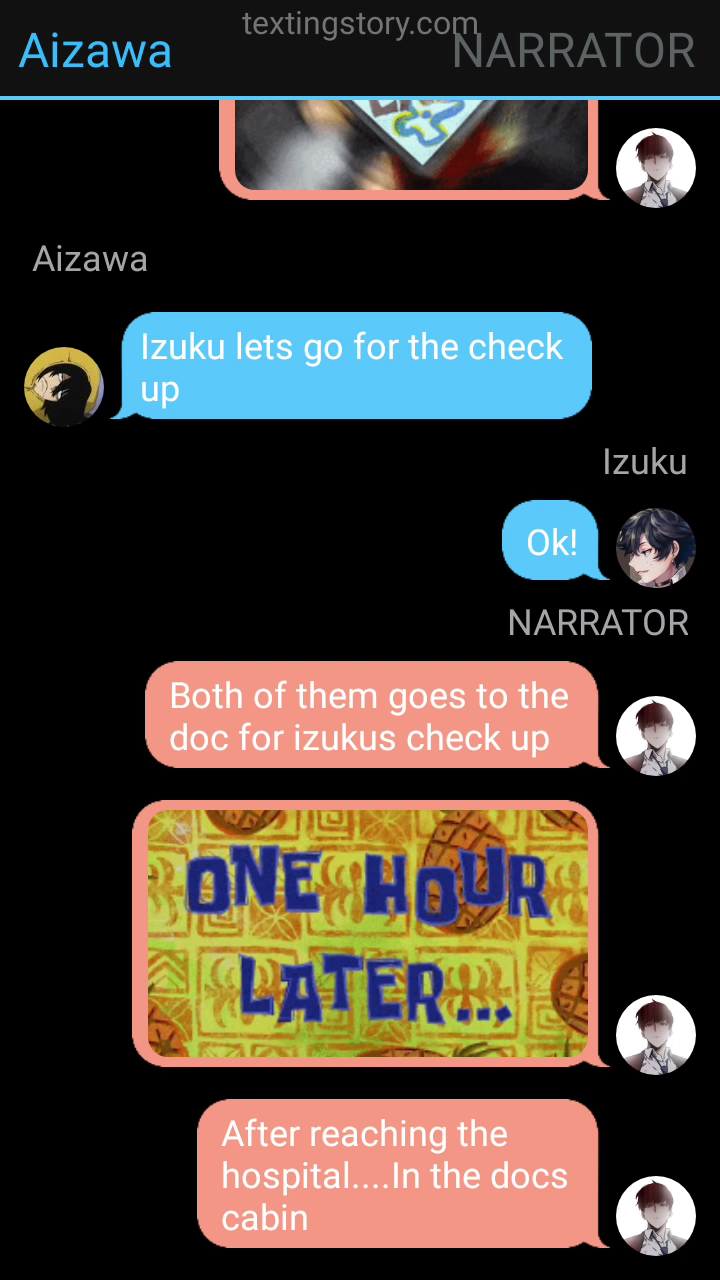 textingstory.com
Aizawa
NARRATOR
Aizawa
Izuku lets go for the check
up
Izuku
Ok!
NARRATOR
Both of them goes to the
doc for izukus check up
ONE HOUR
LATER...
After reaching the
hospital....In the docs
cabin